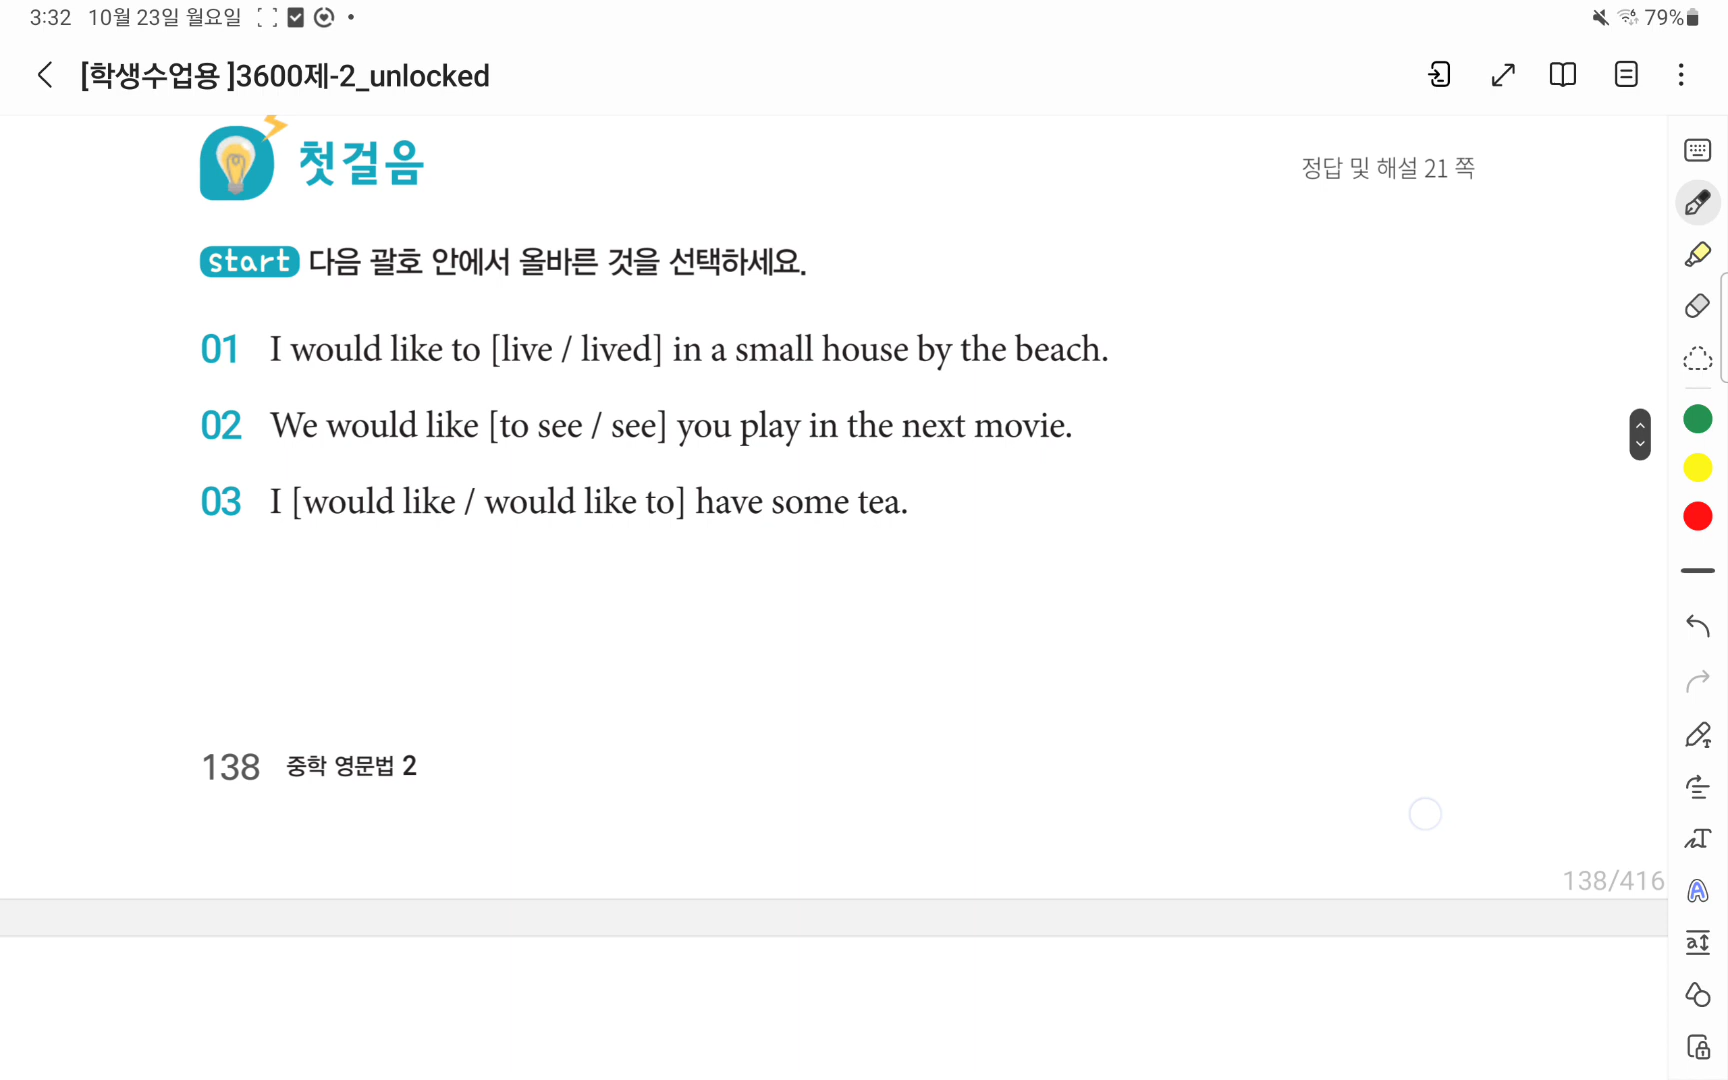 3:32 10월 23일 월요일 79%
[학생수업용 ]3600제-2_unlocked
첫걸음
정답 및 해설 21 쪽
start 다음 괄호 안에서 올바른 것을 선택하세요.
01 I would like to [live / lived] in a small house by the beach.
02 We would like [to see / see] you play in the next movie.
03 I [would like / would like to] have some tea.
138 중학 영문법 2
138/416